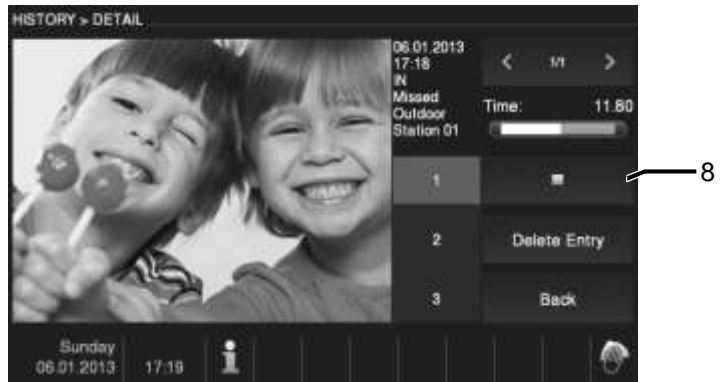 HISTORY > DETAIL
06.01.2013
17:18
IN
Missed
Outdoor
Station 01
< 1/1 >
Time: 11.80
1
8
2 Delete Entry
3 Back
Sunday
06.01.2013 17:19 i